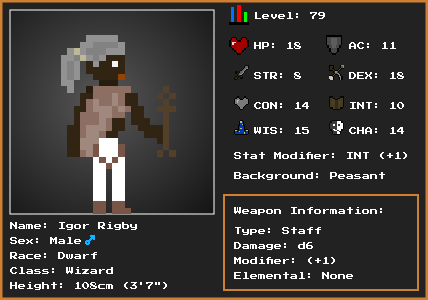 Level: 79
HP: 18 AC: 11
STR: 8 DEX: 18
CON: 14 INT: 10
WIS: 15 CHA: 14
Stat Modifier: INT (+1)
Background: Peasant
Name: Igor Rigby
Sex: Male ♂
Race: Dwarf
Class: Wizard
Height: 108cm (3'7")
Weapon Information:
Type: Staff
Damage: d6
Modifier: (+1)
Elemental: None